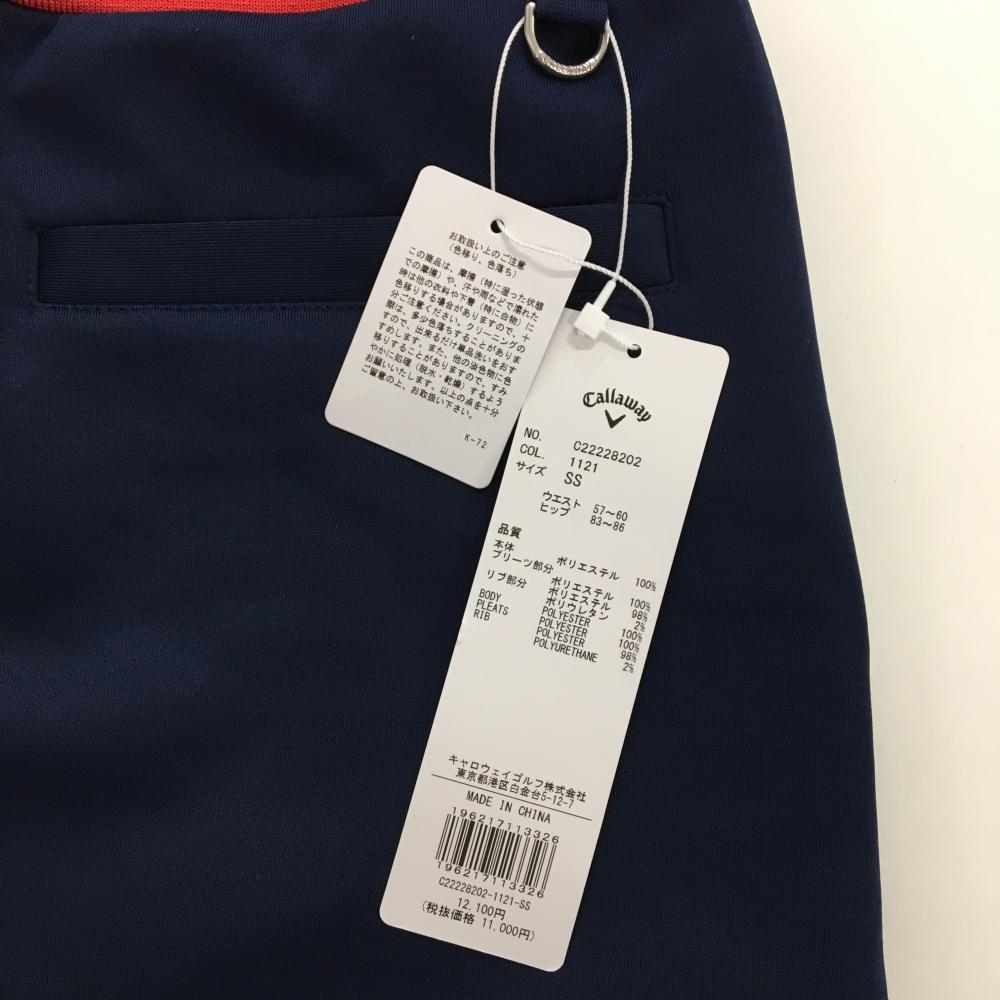 お取扱い上のご注意
(色移り、色落ち)
この商品は、摩擦(特に湿った状態
での摩擦)や、汗や雨などで濡れた
時は他の衣料や下着(特に白物)に
色移りする場合がありますので、十
分ご注意ください。クリーニングの
際は、多少色落ちすることがありま
すので、出来るだけ単品洗いをおす
すめします。また、他の淡色物に色
移りすることがありますので、すみ
やかに処理(脱水・乾燥)するよう
お願いいたします。以上の点を十分
ご留意の上、お取扱い下さい。
K-72
Callaway
NO. C22228202
COL. 1121
サイズ SS
ウエスト 57～60
ヒップ 83～86
品質
本体 ポリエステル 100%
プリーツ部分 ポリエステル 100%
リブ部分 ポリエステル 98%
ポリウレタン 2%
BODY POLYESTER 100%
PLEATS POLYESTER 100%
RIB POLYESTER 98%
POLYURETHANE 2%
キャロウェイゴルフ株式会社
東京都港区白金台5-12-7
MADE IN CHINA
196217113326
196217113326
C22228202-1121-SS
12,100円
(税抜価格 11,000円)